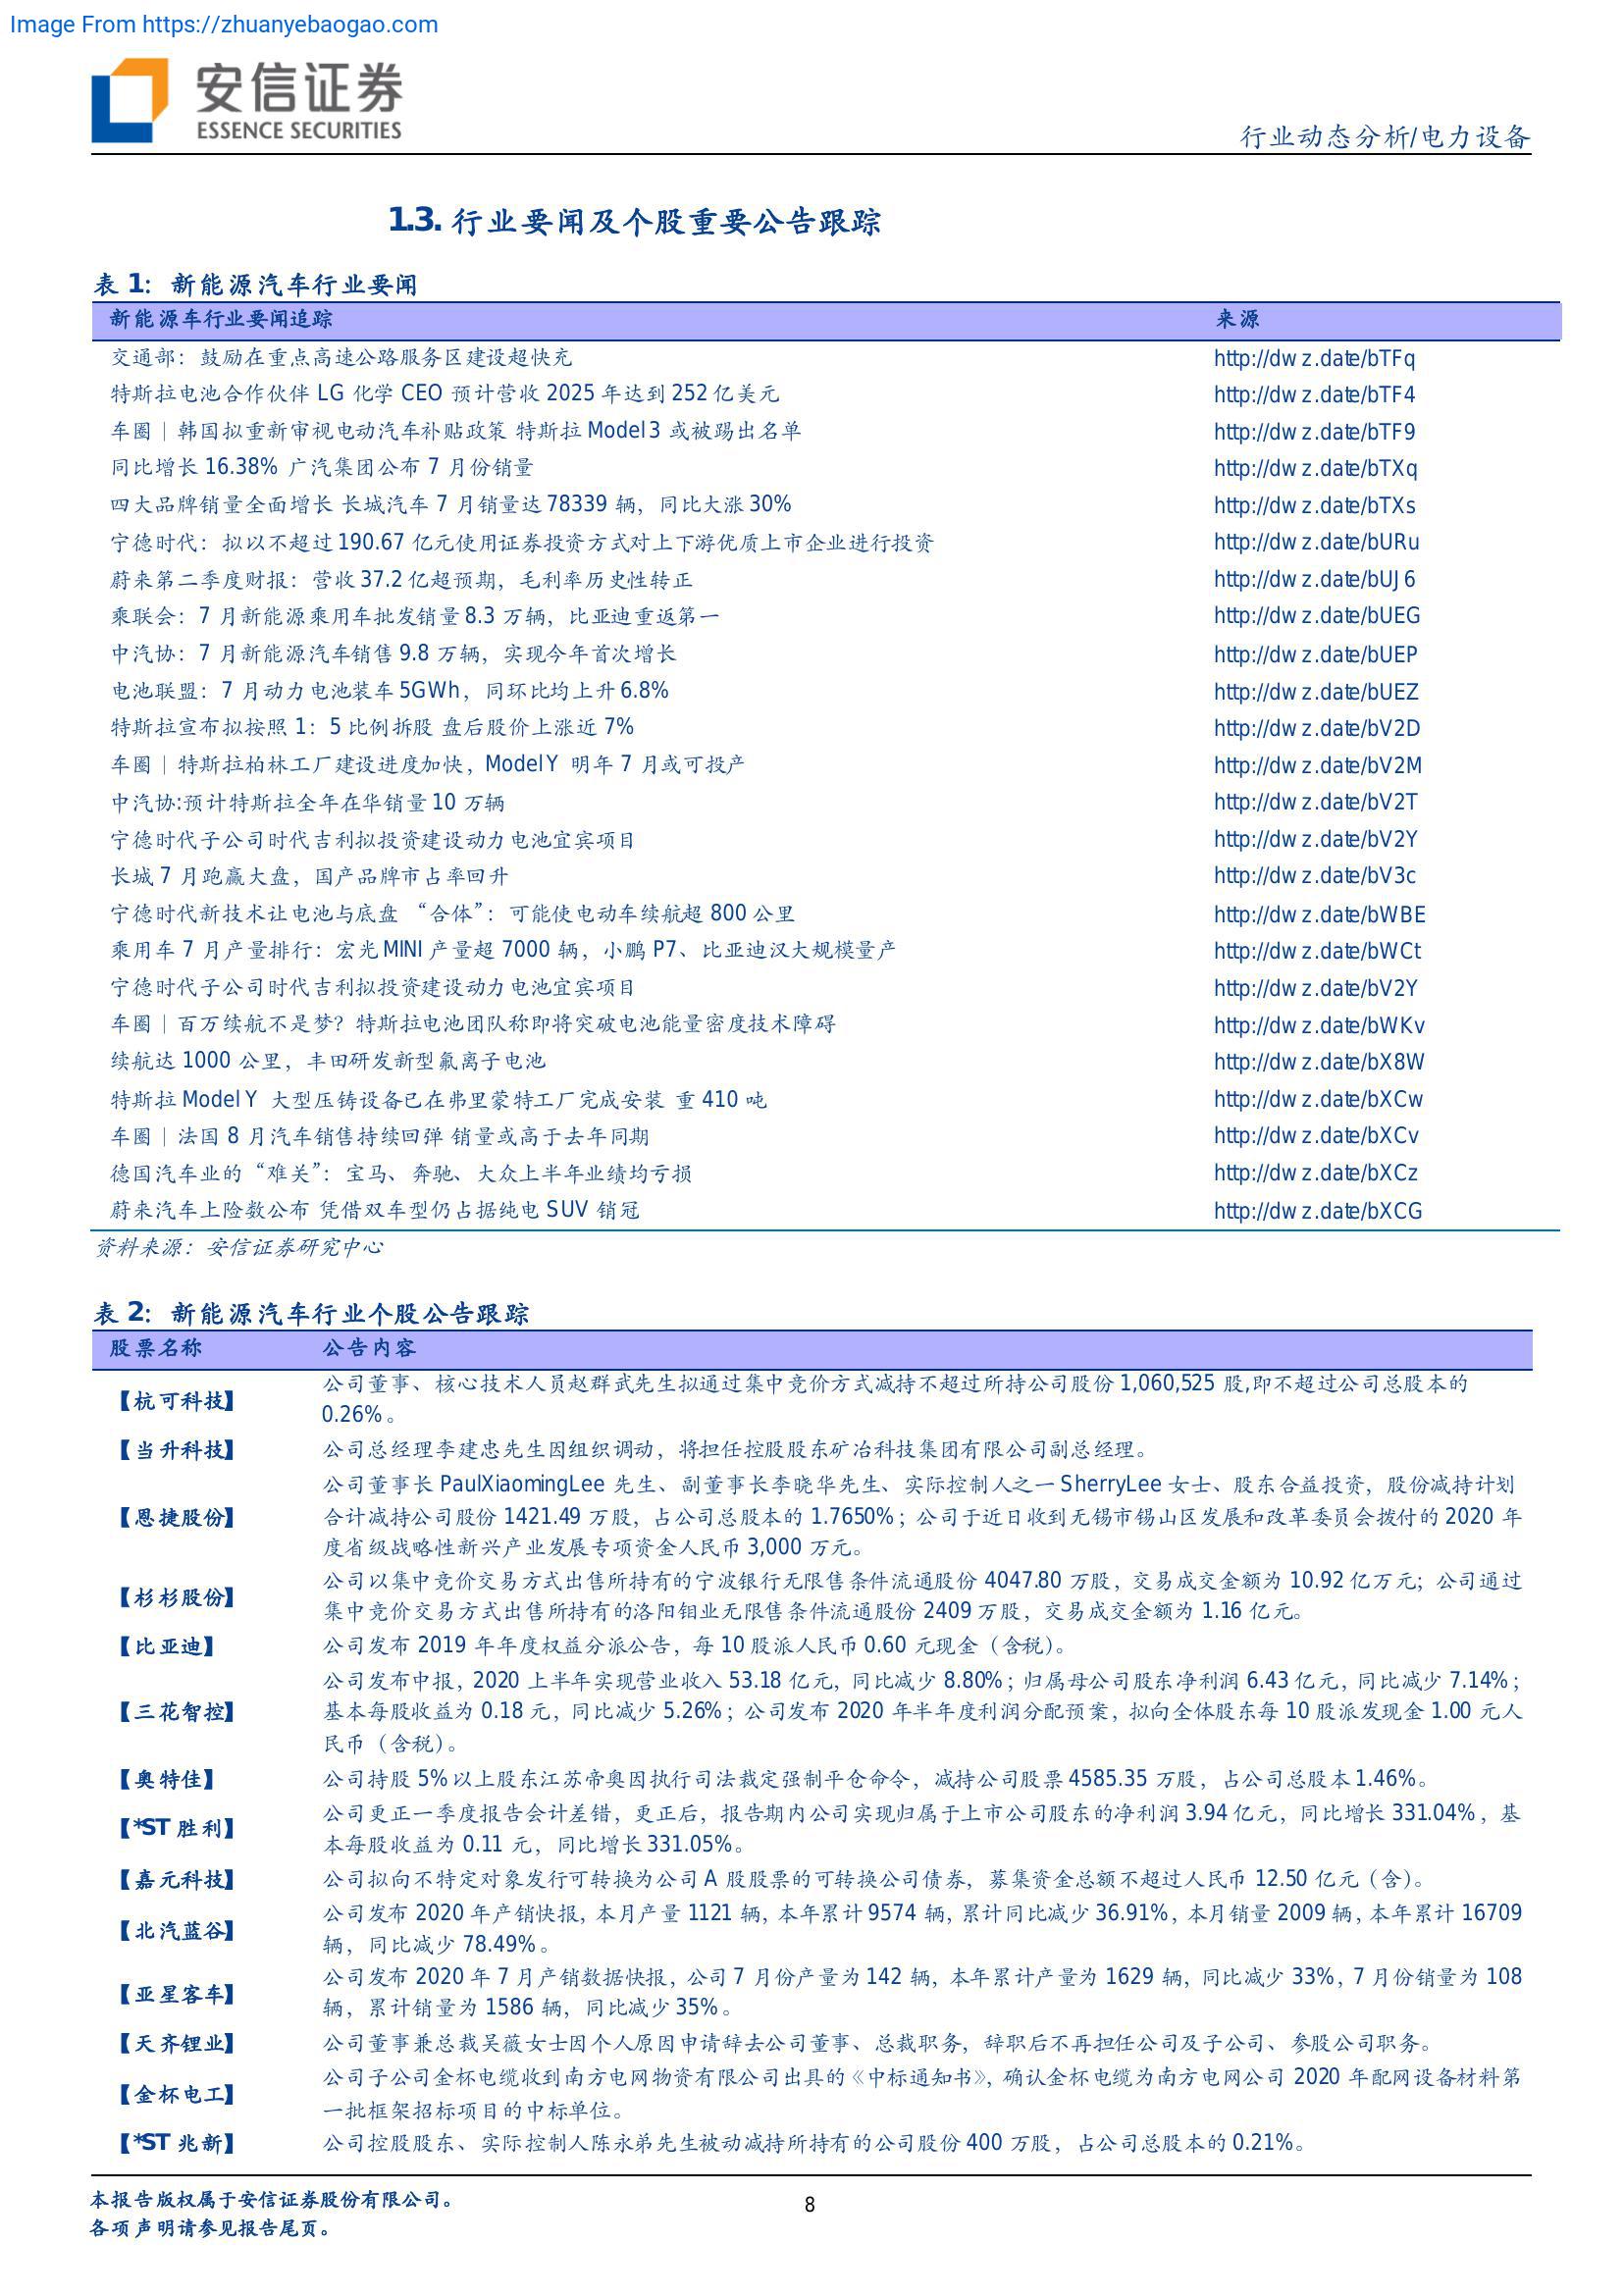 Image From https://zhuanyebaogao.com
安信证券
ESSENCE SECURITIES
行业动态分析/电力设备
1.3. 行业要闻及个股重要公告跟踪
表 1：新能源汽车行业要闻
新能源车行业要闻追踪 来源
交通部：鼓励在重点高速公路服务区建设超快充 http://dwz.date/bTFq
特斯拉电池合作伙伴 LG 化学 CEO 预计营收 2025 年达到 252 亿美元 http://dwz.date/bTF4
车圈｜韩国拟重新审视电动汽车补贴政策 特斯拉 Model 3 或被踢出名单 http://dwz.date/bTF9
同比增长 16.38% 广汽集团公布 7 月份销量 http://dwz.date/bTXq
四大品牌销量全面增长 长城汽车 7 月销量达 78339 辆，同比大涨 30% http://dwz.date/bTXs
宁德时代：拟以不超过 190.67 亿元使用证券投资方式对上下游优质上市企业进行投资 http://dwz.date/bURu
蔚来第二季度财报：营收 37.2 亿超预期，毛利率历史性转正 http://dwz.date/bUJ6
乘联会：7 月新能源乘用车批发销量 8.3 万辆，比亚迪重返第一 http://dwz.date/bUEG
中汽协：7 月新能源汽车销售 9.8 万辆，实现今年首次增长 http://dwz.date/bUEP
电池联盟：7 月动力电池装车 5GWh，同环比均上升 6.8% http://dwz.date/bUEZ
特斯拉宣布拟按照 1：5 比例拆股 盘后股价上涨近 7% http://dwz.date/bV2D
车圈｜特斯拉柏林工厂建设进度加快，Model Y 明年 7 月或可投产 http://dwz.date/bV2M
中汽协:预计特斯拉全年在华销量 10 万辆 http://dwz.date/bV2T
宁德时代子公司时代吉利拟投资建设动力电池宜宾项目 http://dwz.date/bV2Y
长城 7 月跑赢大盘，国产品牌市占率回升 http://dwz.date/bV3c
宁德时代新技术让电池与底盘 “合体”：可能使电动车续航超 800 公里 http://dwz.date/bWBE
乘用车 7 月产量排行：宏光 MINI 产量超 7000 辆，小鹏 P7、比亚迪汉大规模量产 http://dwz.date/bWCt
宁德时代子公司时代吉利拟投资建设动力电池宜宾项目 http://dwz.date/bV2Y
车圈｜百万续航不是梦？特斯拉电池团队称即将突破电池能量密度技术障碍 http://dwz.date/bWKv
续航达 1000 公里，丰田研发新型氟离子电池 http://dwz.date/bX8W
特斯拉 Model Y 大型压铸设备已在弗里蒙特工厂完成安装 重 410 吨 http://dwz.date/bXCw
车圈｜法国 8 月汽车销售持续回弹 销量或高于去年同期 http://dwz.date/bXCv
德国汽车业的“难关”：宝马、奔驰、大众上半年业绩均亏损 http://dwz.date/bXCz
蔚来汽车上险数公布 凭借双车型仍占据纯电 SUV 销冠 http://dwz.date/bXCG
资料来源：安信证券研究中心
表 2：新能源汽车行业个股公告跟踪
股票名称 公告内容
【杭可科技】 公司董事、核心技术人员赵群武先生拟通过集中竞价方式减持不超过所持公司股份 1,060,525 股,即不超过公司总股本的
0.26%。
【当升科技】 公司总经理李建忠先生因组织调动，将担任控股股东矿冶科技集团有限公司副总经理。
【恩捷股份】 公司董事长 PaulXiaomingLee 先生、副董事长李晓华先生、实际控制人之一 SherryLee 女士、股东合益投资，股份减持计划
合计减持公司股份 1421.49 万股，占公司总股本的 1.7650%；公司于近日收到无锡市锡山区发展和改革委员会拨付的 2020 年
度省级战略性新兴产业发展专项资金人民币 3,000 万元。
【杉杉股份】 公司以集中竞价交易方式出售所持有的宁波银行无限售条件流通股份 4047.80 万股，交易成交金额为 10.92 亿万元；公司通过
集中竞价交易方式出售所持有的洛阳钼业无限售条件流通股份 2409 万股，交易成交金额为 1.16 亿元。
【比亚迪】 公司发布 2019 年年度权益分派公告，每 10 股派人民币 0.60 元现金（含税）。
【三花智控】 公司发布中报，2020 上半年实现营业收入 53.18 亿元，同比减少 8.80%；归属母公司股东净利润 6.43 亿元，同比减少 7.14%；
基本每股收益为 0.18 元，同比减少 5.26%；公司发布 2020 年半年度利润分配预案，拟向全体股东每 10 股派发现金 1.00 元人
民币（含税）。
【奥特佳】 公司持股 5%以上股东江苏帝奥因执行司法裁定强制平仓命令，减持公司股票 4585.35 万股，占公司总股本 1.46%。
【*ST 胜利】 公司更正一季度报告会计差错，更正后，报告期内公司实现归属于上市公司股东的净利润 3.94 亿元，同比增长 331.04%，基
本每股收益为 0.11 元，同比增长 331.05%。
【嘉元科技】 公司拟向不特定对象发行可转换为公司 A 股股票的可转换公司债券，募集资金总额不超过人民币 12.50 亿元（含）。
【北汽蓝谷】 公司发布 2020 年产销快报，本月产量 1121 辆，本年累计 9574 辆，累计同比减少 36.91%，本月销量 2009 辆，本年累计 16709
辆，同比减少 78.49%。
【亚星客车】 公司发布 2020 年 7 月产销数据快报，公司 7 月份产量为 142 辆，本年累计产量为 1629 辆，同比减少 33%，7 月份销量为 108
辆，累计销量为 1586 辆，同比减少 35%。
【天齐锂业】 公司董事兼总裁吴薇女士因个人原因申请辞去公司董事、总裁职务，辞职后不再担任公司及子公司、参股公司职务。
【金杯电工】 公司子公司金杯电缆收到南方电网物资有限公司出具的《中标通知书》，确认金杯电缆为南方电网公司 2020 年配网设备材料第
一批框架招标项目的中标单位。
【*ST 兆新】 公司控股股东、实际控制人陈永弟先生被动减持所持有的公司股份 400 万股，占公司总股本的 0.21%。
本报告版权属于安信证券股份有限公司。
各项声明请参见报告尾页。
8